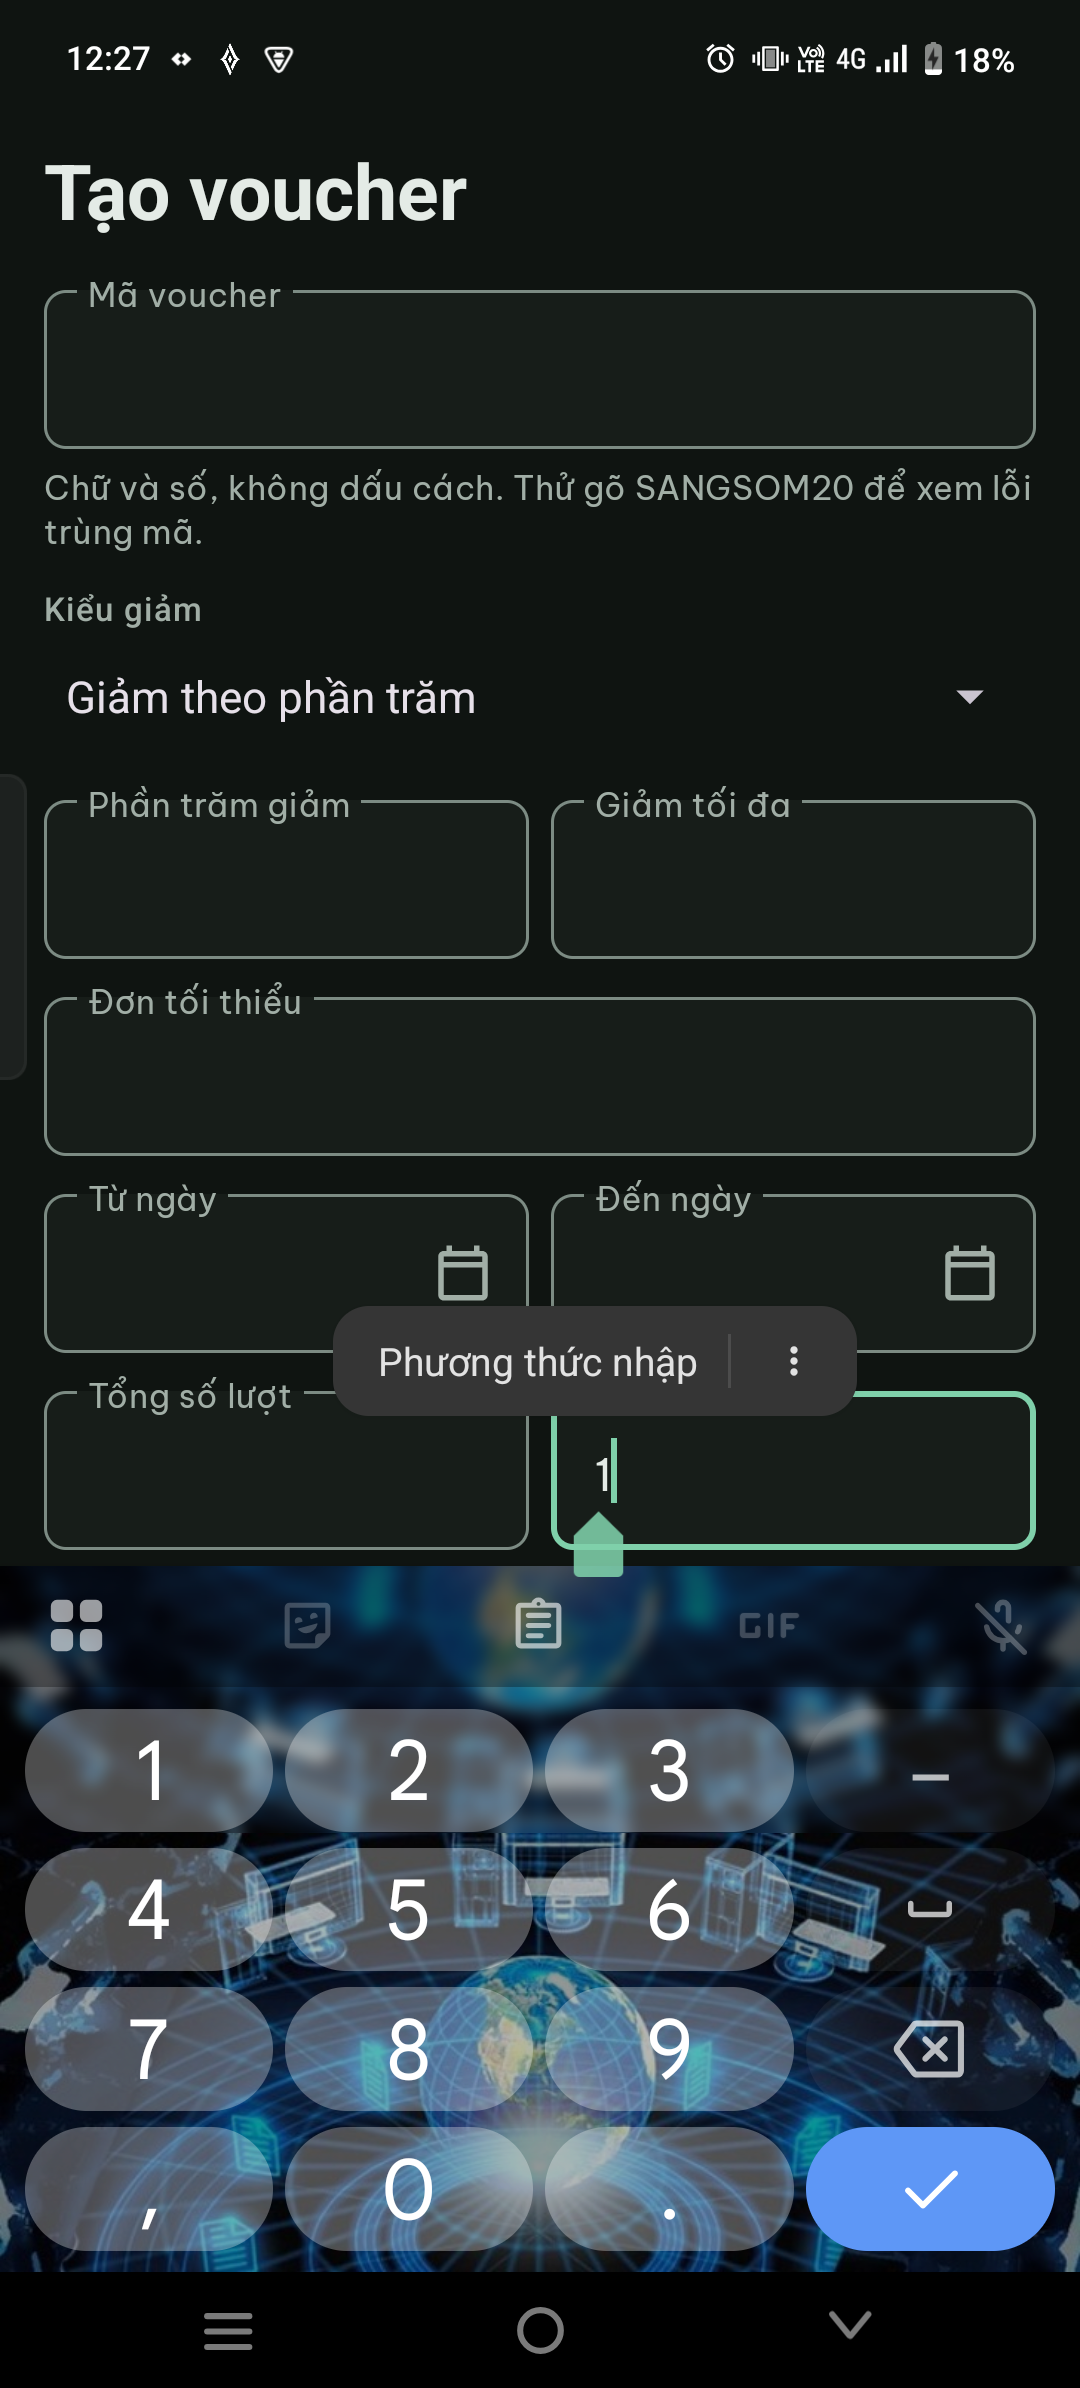 12:27
VoLTE 4G 18%
Tạo voucher
Mã voucher
Chữ và số, không dấu cách. Thử gõ SANGSOM20 để xem lỗi
trùng mã.
Kiểu giảm
Giảm theo phần trăm
Phần trăm giảm
Giảm tối đa
Đơn tối thiểu
Từ ngày
Đến ngày
Phương thức nhập
Tổng số lượt
1
GIF
1 2 3 –
4 5 6
7 8 9
, 0 .